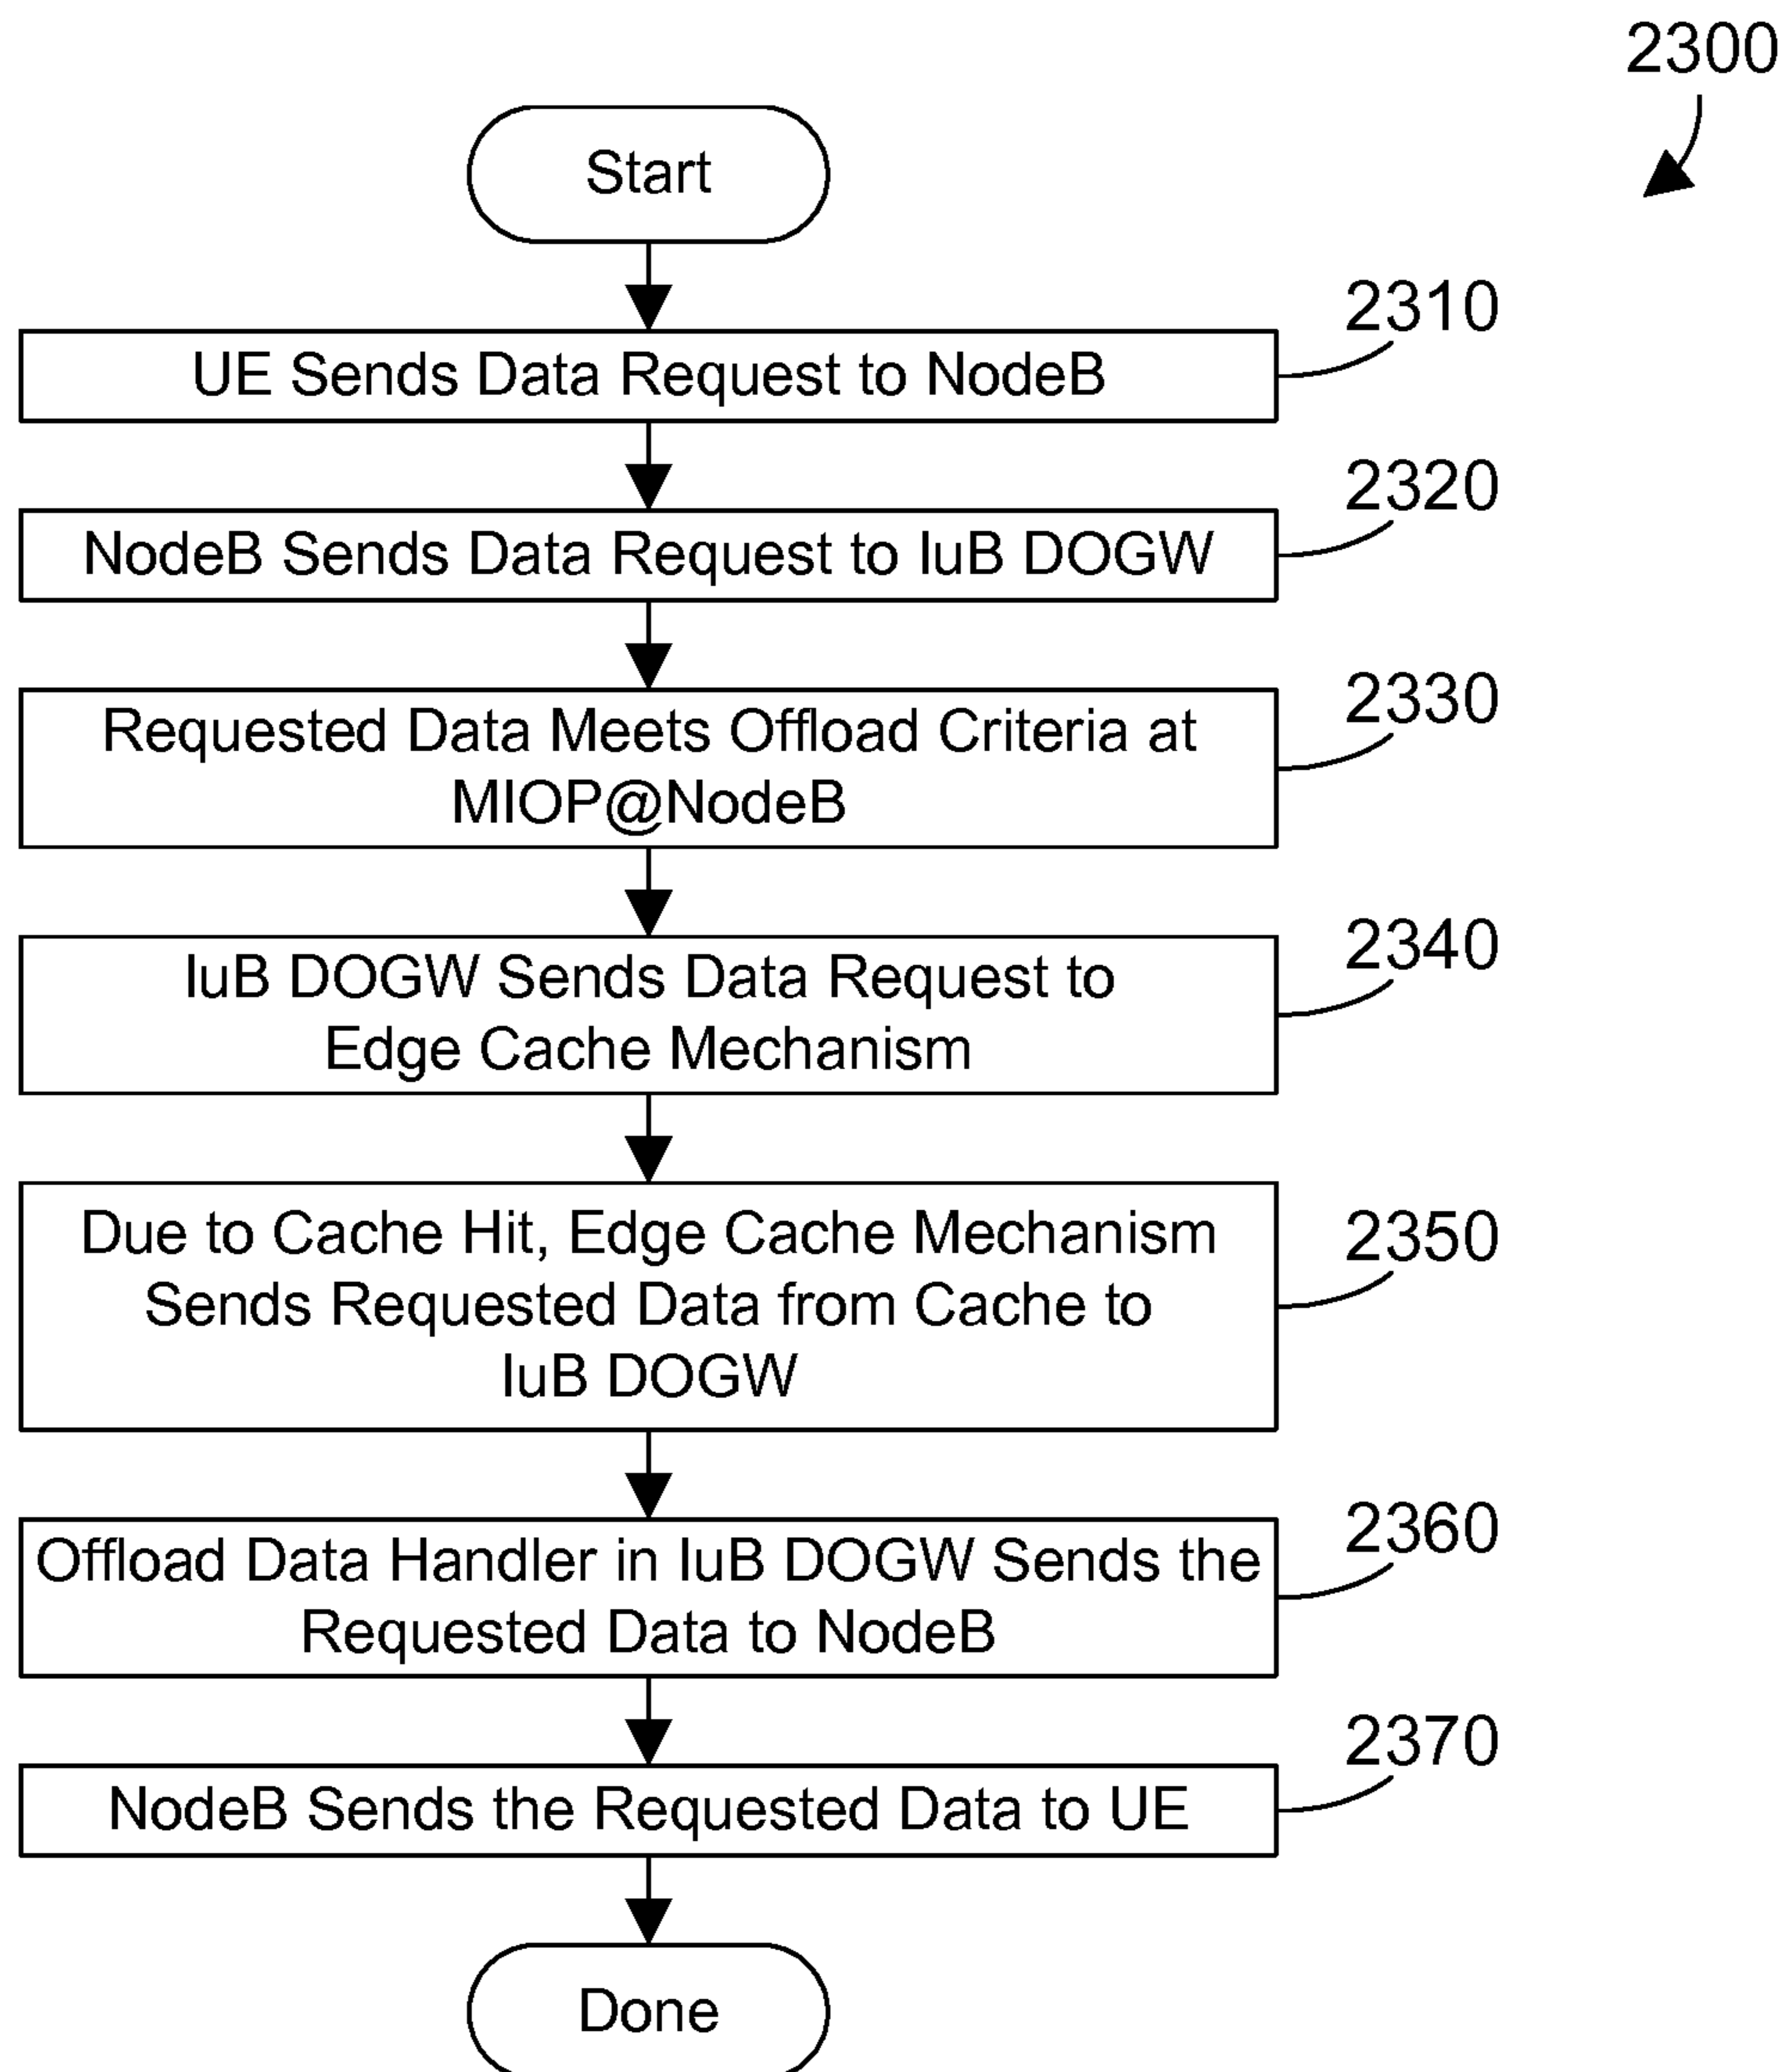 2300
Start
2310
UE Sends Data Request to NodeB
2320
NodeB Sends Data Request to IuB DOGW
2330
Requested Data Meets Offload Criteria at
MIOP@NodeB
2340
IuB DOGW Sends Data Request to
Edge Cache Mechanism
2350
Due to Cache Hit, Edge Cache Mechanism
Sends Requested Data from Cache to
IuB DOGW
2360
Offload Data Handler in IuB DOGW Sends the
Requested Data to NodeB
2370
NodeB Sends the Requested Data to UE
Done